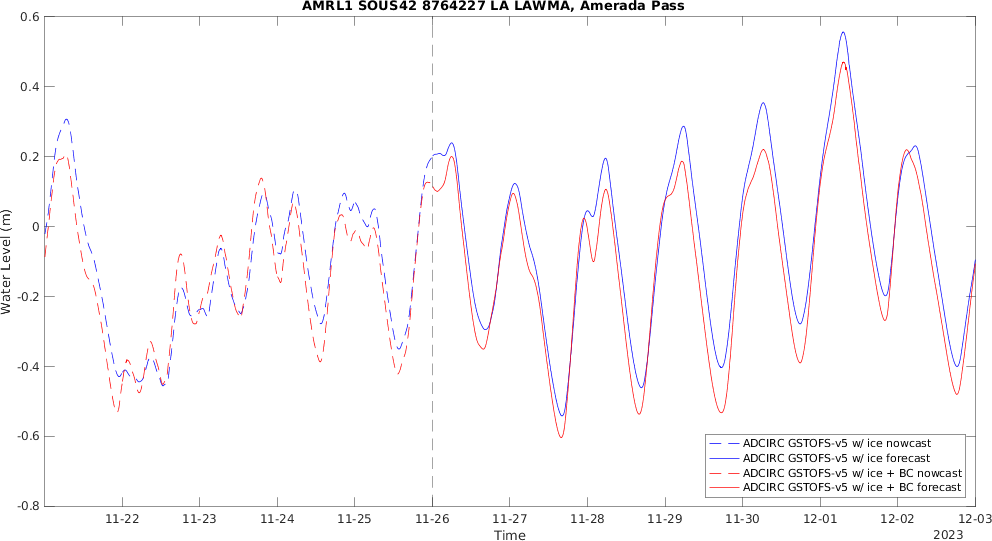 AMRL1 SOUS42 8764227 LA LAWMA, Amerada Pass
0.6
0.4
0.2
0
-0.2
-0.4
-0.6
-0.8
Water Level (m)
ADCIRC GSTOFS-v5 w/ ice nowcast
ADCIRC GSTOFS-v5 w/ ice forecast
ADCIRC GSTOFS-v5 w/ ice + BC nowcast
ADCIRC GSTOFS-v5 w/ ice + BC forecast
11-22 11-23 11-24 11-25 11-26 11-27 11-28 11-29 11-30 12-01 12-02 12-03
Time
2023